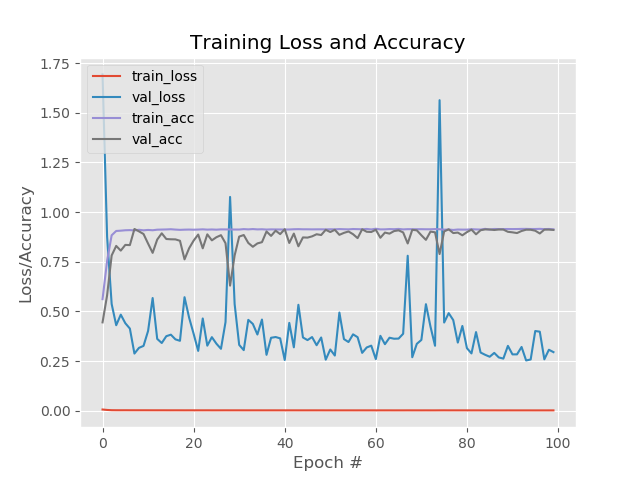 Training Loss and Accuracy
train_loss
val_loss
train_acc
val_acc
Loss/Accuracy
1.75
1.50
1.25
1.00
0.75
0.50
0.25
0.00
0 20 40 60 80 100
Epoch #